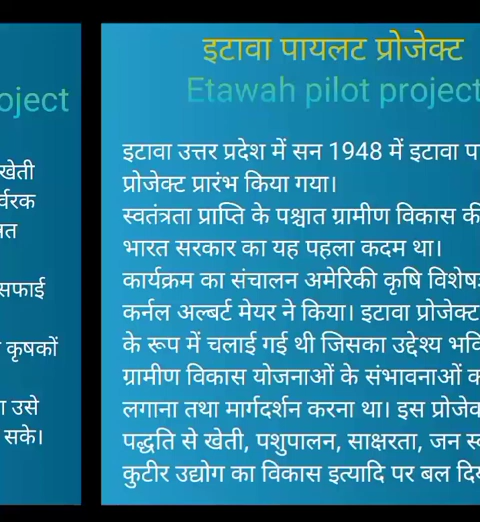 oject
खेती
र्वरक
सफाई
कृषकों
उसे
सके।
इटावा पायलट प्रोजेक्ट
Etawah pilot project
इटावा उत्तर प्रदेश में सन 1948 में इटावा पा
प्रोजेक्ट प्रारंभ किया गया।
स्वतंत्रता प्राप्ति के पश्चात ग्रामीण विकास की
भारत सरकार का यह पहला कदम था।
कार्यक्रम का संचालन अमेरिकी कृषि विशेषज्ञ
कर्नल अल्बर्ट मेयर ने किया। इटावा प्रोजेक्ट
के रूप में चलाई गई थी जिसका उद्देश्य भवि
ग्रामीण विकास योजनाओं के संभावनाओं क
लगाना तथा मार्गदर्शन करना था। इस प्रोजेक
पद्धति से खेती, पशुपालन, साक्षरता, जन स्
कुटीर उद्योग का विकास इत्यादि पर बल दि